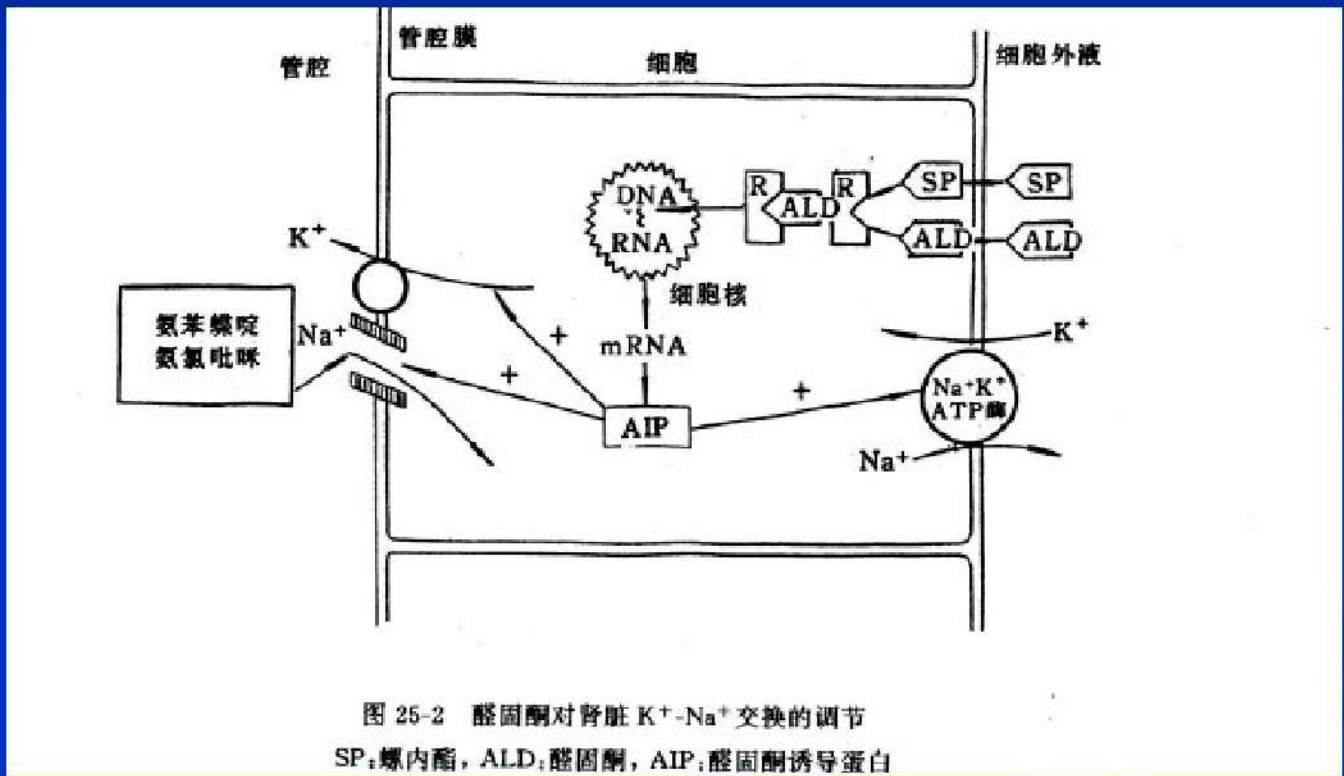 管腔膜
管腔
细胞
细胞外液
DNA
RNA
R
ALD
R
SP
SP
ALD
ALD
K⁺
细胞核
氨苯蝶啶
氨氯吡咪
Na⁺
+
mRNA
+
+
K⁺
Na⁺K⁺
ATP酶
AIP
Na⁺
图 25-2 醛固酮对肾脏 K⁺-Na⁺ 交换的调节
SP:螺内酯, ALD:醛固酮, AIP:醛固酮诱导蛋白